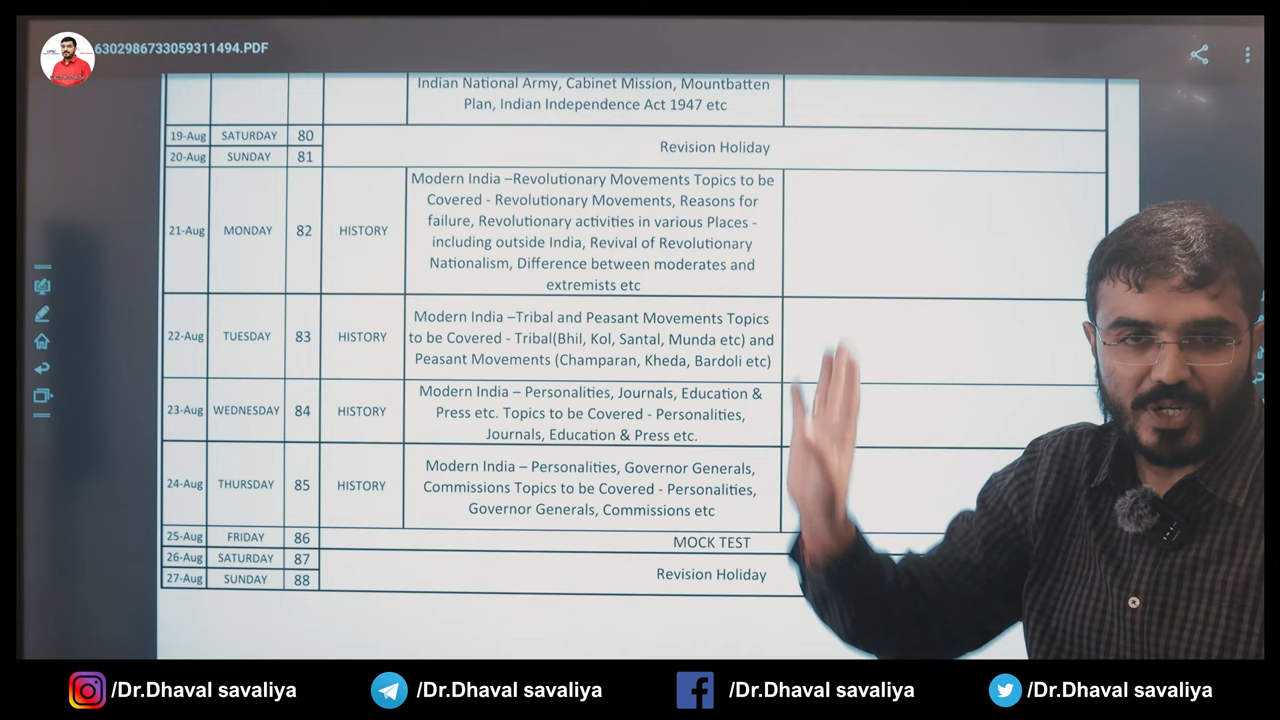 6302986733059311494.PDF
Indian National Army, Cabinet Mission, Mountbatten
Plan, Indian Independence Act 1947 etc
19-Aug SATURDAY 80
Revision Holiday
20-Aug SUNDAY 81
21-Aug MONDAY 82 HISTORY
Modern India –Revolutionary Movements Topics to be
Covered - Revolutionary Movements, Reasons for
failure, Revolutionary activities in various Places -
including outside India, Revival of Revolutionary
Nationalism, Difference between moderates and
extremists etc
22-Aug TUESDAY 83 HISTORY
Modern India –Tribal and Peasant Movements Topics
to be Covered - Tribal(Bhil, Kol, Santal, Munda etc) and
Peasant Movements (Champaran, Kheda, Bardoli etc)
23-Aug WEDNESDAY 84 HISTORY
Modern India – Personalities, Journals, Education &
Press etc. Topics to be Covered - Personalities,
Journals, Education & Press etc.
24-Aug THURSDAY 85 HISTORY
Modern India – Personalities, Governor Generals,
Commissions Topics to be Covered - Personalities,
Governor Generals, Commissions etc
25-Aug FRIDAY 86 MOCK TEST
26-Aug SATURDAY 87
Revision Holiday
27-Aug SUNDAY 88
/Dr.Dhaval savaliya /Dr.Dhaval savaliya /Dr.Dhaval savaliya /Dr.Dhaval savaliya